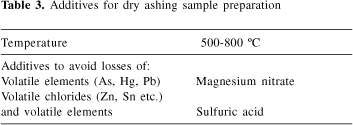 Table 3. Additives for dry ashing sample preparation
Temperature 500-800 ºC
Additives to avoid losses of:
Volatile elements (As, Hg, Pb) Magnesium nitrate
Volatile chlorides (Zn, Sn etc.)
and volatile elements Sulfuric acid